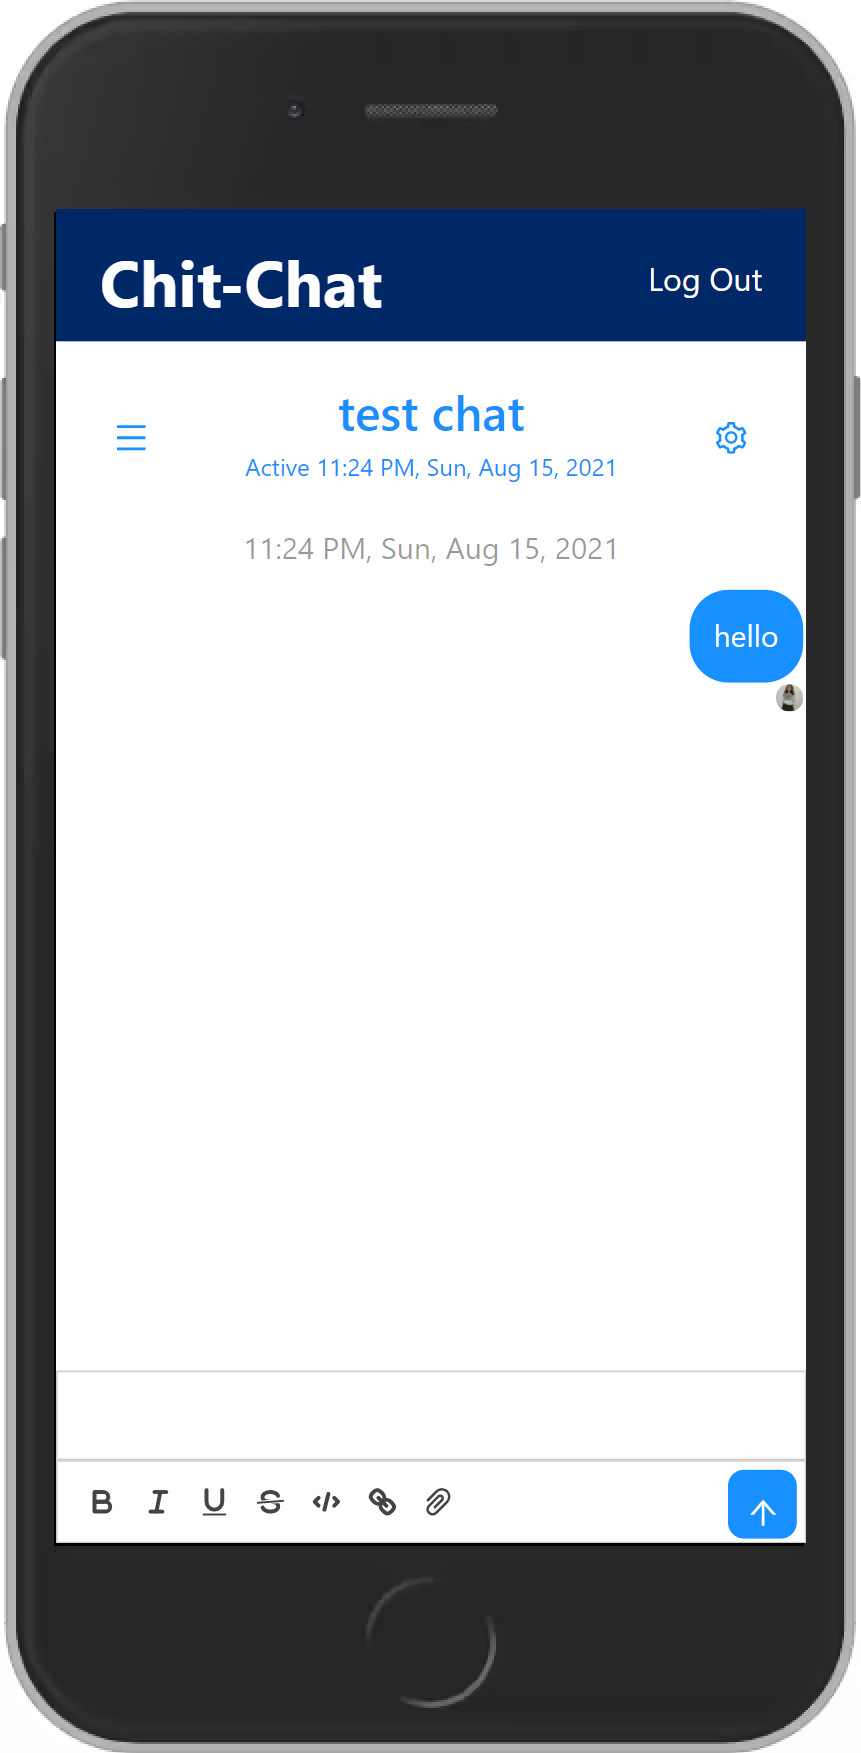 Chit-Chat
Log Out
test chat
Active 11:24 PM, Sun, Aug 15, 2021
11:24 PM, Sun, Aug 15, 2021
hello